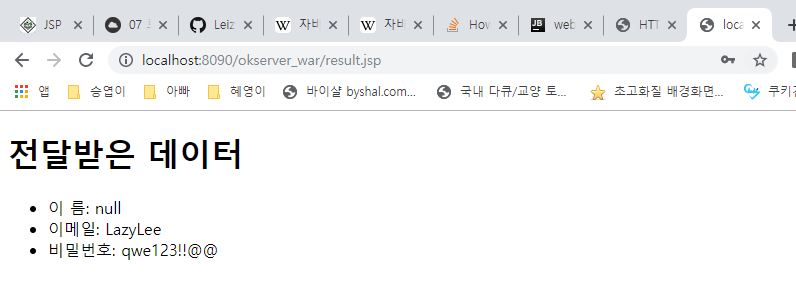 JSP
07
Leiz
자바
자바
How
web
HTT
loca
localhost:8090/okserver_war/result.jsp
앱 승엽이 아빠 혜영이 바이샬 byshal.com... 국내 다큐/교양 토... 초고화질 배경화면... 쿠키런
전달받은 데이터
• 이 름: null
• 이메일: LazyLee
• 비밀번호: qwe123!!@@